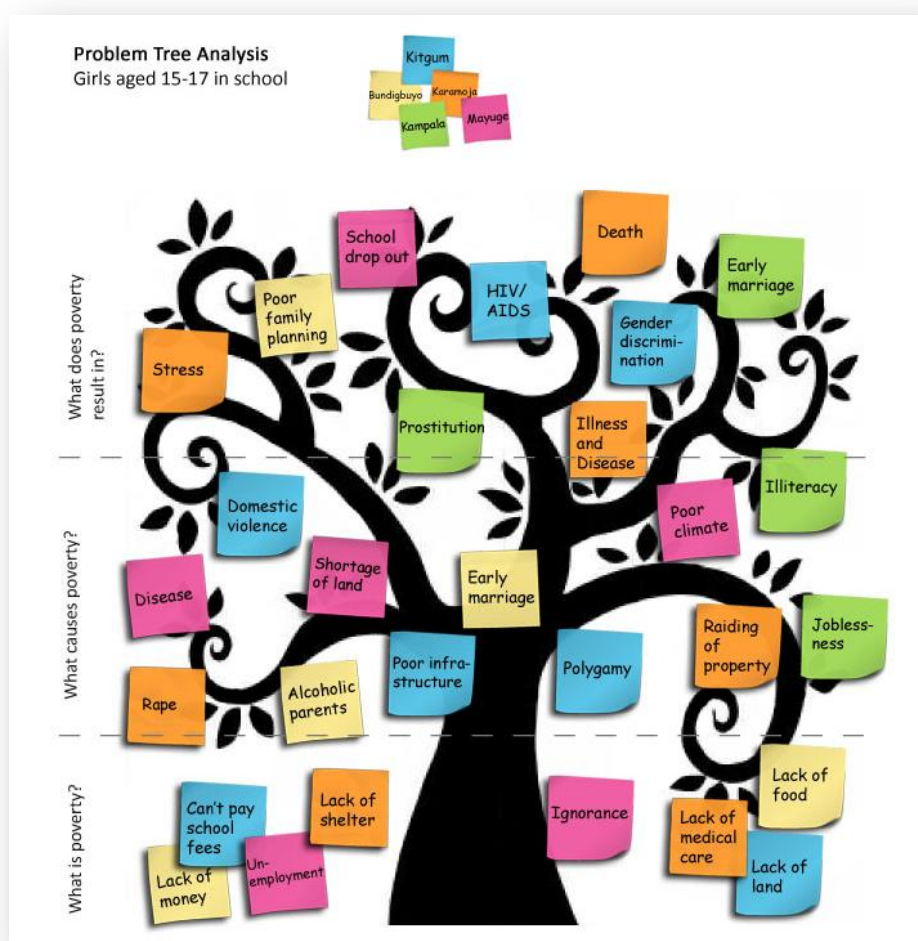 Problem Tree Analysis
Girls aged 15-17 in school
Kitgum
Bundigbuyo
Karamoja
Kampala
Mayuge
What does poverty
result in?
School
drop out
Death
Early
marriage
Poor
family
planning
HIV/
AIDS
Gender
discrimi-
nation
Stress
Prostitution
Illness
and
Disease
What causes poverty?
Domestic
violence
Poor
climate
Illiteracy
Disease
Shortage
of land
Early
marriage
Raiding
of
property
Jobless-
ness
Rape
Alcoholic
parents
Poor infra-
structure
Polygamy
What is poverty?
Can't pay
school
fees
Lack of
shelter
Ignorance
Lack of
food
Lack of
money
Un-
employment
Lack of
medical
care
Lack of
land